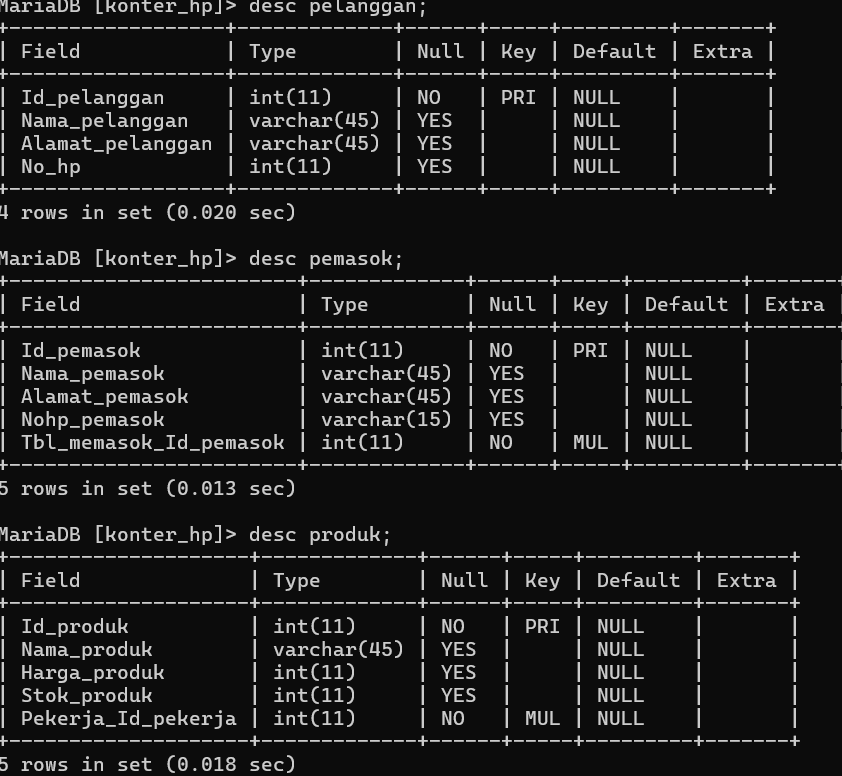 MariaDB [konter_hp]> desc pelanggan;
+-------------------+-------------+------+-----+---------+-------+
| Field             | Type        | Null | Key | Default | Extra |
+-------------------+-------------+------+-----+---------+-------+
| Id_pelanggan      | int(11)     | NO   | PRI | NULL    |       |
| Nama_pelanggan    | varchar(45) | YES  |     | NULL    |       |
| Alamat_pelanggan  | varchar(45) | YES  |     | NULL    |       |
| No_hp             | int(11)     | YES  |     | NULL    |       |
+-------------------+-------------+------+-----+---------+-------+
4 rows in set (0.020 sec)
MariaDB [konter_hp]> desc pemasok;
+------------------------+-------------+------+-----+---------+-------+
| Field                  | Type        | Null | Key | Default | Extra |
+------------------------+-------------+------+-----+---------+-------+
| Id_pemasok             | int(11)     | NO   | PRI | NULL    |
| Nama_pemasok           | varchar(45) | YES  |     | NULL    |
| Alamat_pemasok         | varchar(45) | YES  |     | NULL    |
| Nohp_pemasok           | varchar(15) | YES  |     | NULL    |
| Tbl_memasok_Id_pemasok | int(11)     | NO   | MUL | NULL    |
+------------------------+-------------+------+-----+---------+-------+
5 rows in set (0.013 sec)
MariaDB [konter_hp]> desc produk;
+--------------------+-------------+------+-----+---------+-------+
| Field              | Type        | Null | Key | Default | Extra |
+--------------------+-------------+------+-----+---------+-------+
| Id_produk          | int(11)     | NO   | PRI | NULL    |       |
| Nama_produk        | varchar(45) | YES  |     | NULL    |       |
| Harga_produk       | int(11)     | YES  |     | NULL    |       |
| Stok_produk        | int(11)     | YES  |     | NULL    |       |
| Pekerja_Id_pekerja | int(11)     | NO   | MUL | NULL    |       |
+--------------------+-------------+------+-----+---------+-------+
5 rows in set (0.018 sec)